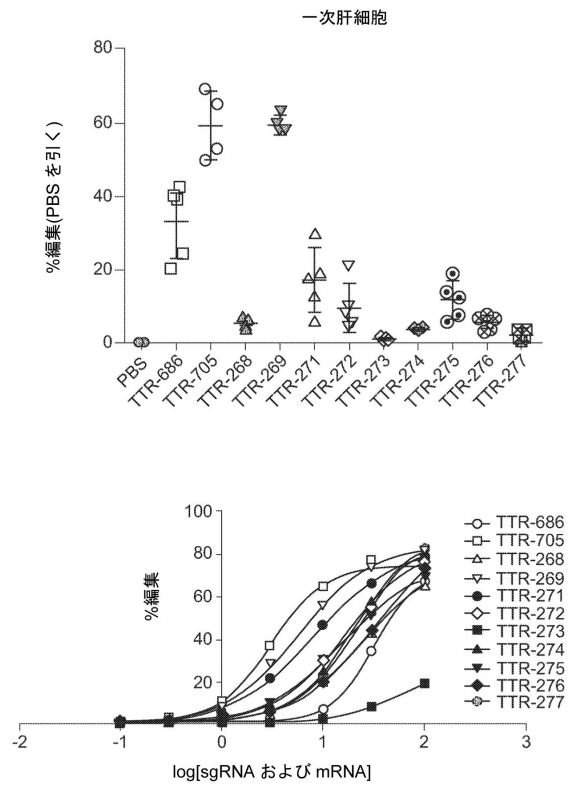 一次肝細胞
%編集(PBSを引く)
80
60
40
20
0
PBS
TTR-686
TTR-705
TTR-268
TTR-269
TTR-271
TTR-272
TTR-273
TTR-274
TTR-275
TTR-276
TTR-277
%編集
100
80
60
40
20
-2
-1
0
1
2
3
log[sgRNA および mRNA]
TTR-686
TTR-705
TTR-268
TTR-269
TTR-271
TTR-272
TTR-273
TTR-274
TTR-275
TTR-276
TTR-277